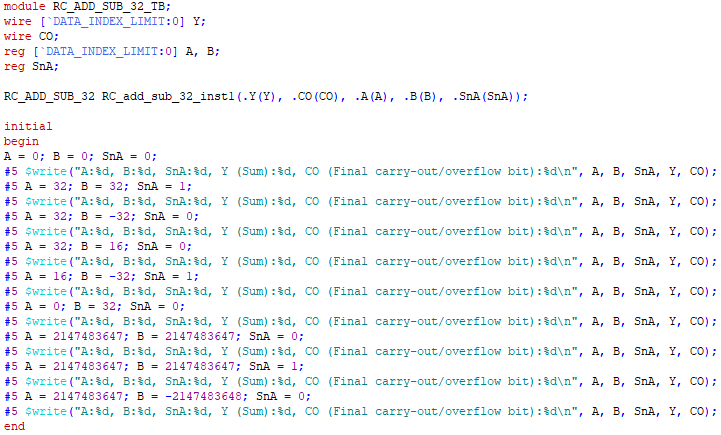 module RC_ADD_SUB_32_TB;
wire [`DATA_INDEX_LIMIT:0] Y;
wire CO;
reg [`DATA_INDEX_LIMIT:0] A, B;
reg SnA;
RC_ADD_SUB_32 RC_add_sub_32_inst1(.Y(Y), .CO(CO), .A(A), .B(B), .SnA(SnA));
initial
begin
A = 0; B = 0; SnA = 0;
#5 $write("A:%d, B:%d, SnA:%d, Y (Sum):%d, CO (Final carry-out/overflow bit):%d\n", A, B, SnA, Y, CO);
#5 A = 32; B = 32; SnA = 1;
#5 $write("A:%d, B:%d, SnA:%d, Y (Sum):%d, CO (Final carry-out/overflow bit):%d\n", A, B, SnA, Y, CO);
#5 A = 32; B = -32; SnA = 0;
#5 $write("A:%d, B:%d, SnA:%d, Y (Sum):%d, CO (Final carry-out/overflow bit):%d\n", A, B, SnA, Y, CO);
#5 A = 32; B = 16; SnA = 0;
#5 $write("A:%d, B:%d, SnA:%d, Y (Sum):%d, CO (Final carry-out/overflow bit):%d\n", A, B, SnA, Y, CO);
#5 A = 16; B = -32; SnA = 1;
#5 $write("A:%d, B:%d, SnA:%d, Y (Sum):%d, CO (Final carry-out/overflow bit):%d\n", A, B, SnA, Y, CO);
#5 A = 0; B = 32; SnA = 0;
#5 $write("A:%d, B:%d, SnA:%d, Y (Sum):%d, CO (Final carry-out/overflow bit):%d\n", A, B, SnA, Y, CO);
#5 A = 2147483647; B = 2147483647; SnA = 0;
#5 $write("A:%d, B:%d, SnA:%d, Y (Sum):%d, CO (Final carry-out/overflow bit):%d\n", A, B, SnA, Y, CO);
#5 A = 2147483647; B = 2147483647; SnA = 1;
#5 $write("A:%d, B:%d, SnA:%d, Y (Sum):%d, CO (Final carry-out/overflow bit):%d\n", A, B, SnA, Y, CO);
#5 A = 2147483647; B = -2147483648; SnA = 0;
#5 $write("A:%d, B:%d, SnA:%d, Y (Sum):%d, CO (Final carry-out/overflow bit):%d\n", A, B, SnA, Y, CO);
end